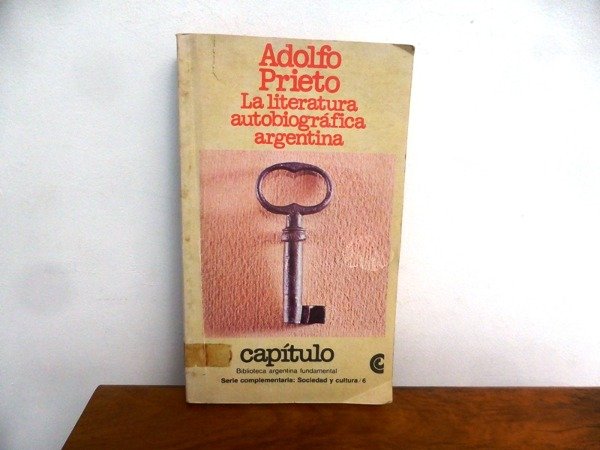 Adolfo
Prieto
La literatura
autobiográfica
argentina
capítulo
Biblioteca argentina fundamental
Serie complementaria: Sociedad y cultura/6